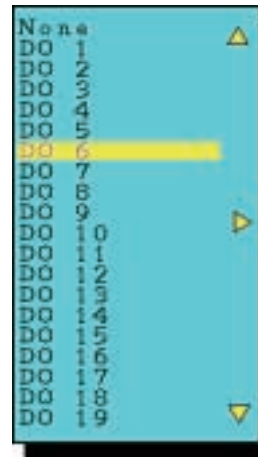 None
DO 1
DO 2
DO 3
DO 4
DO 5
DO 6
DO 7
DO 8
DO 9
DO 10
DO 11
DO 12
DO 13
DO 14
DO 15
DO 16
DO 17
DO 18
DO 19